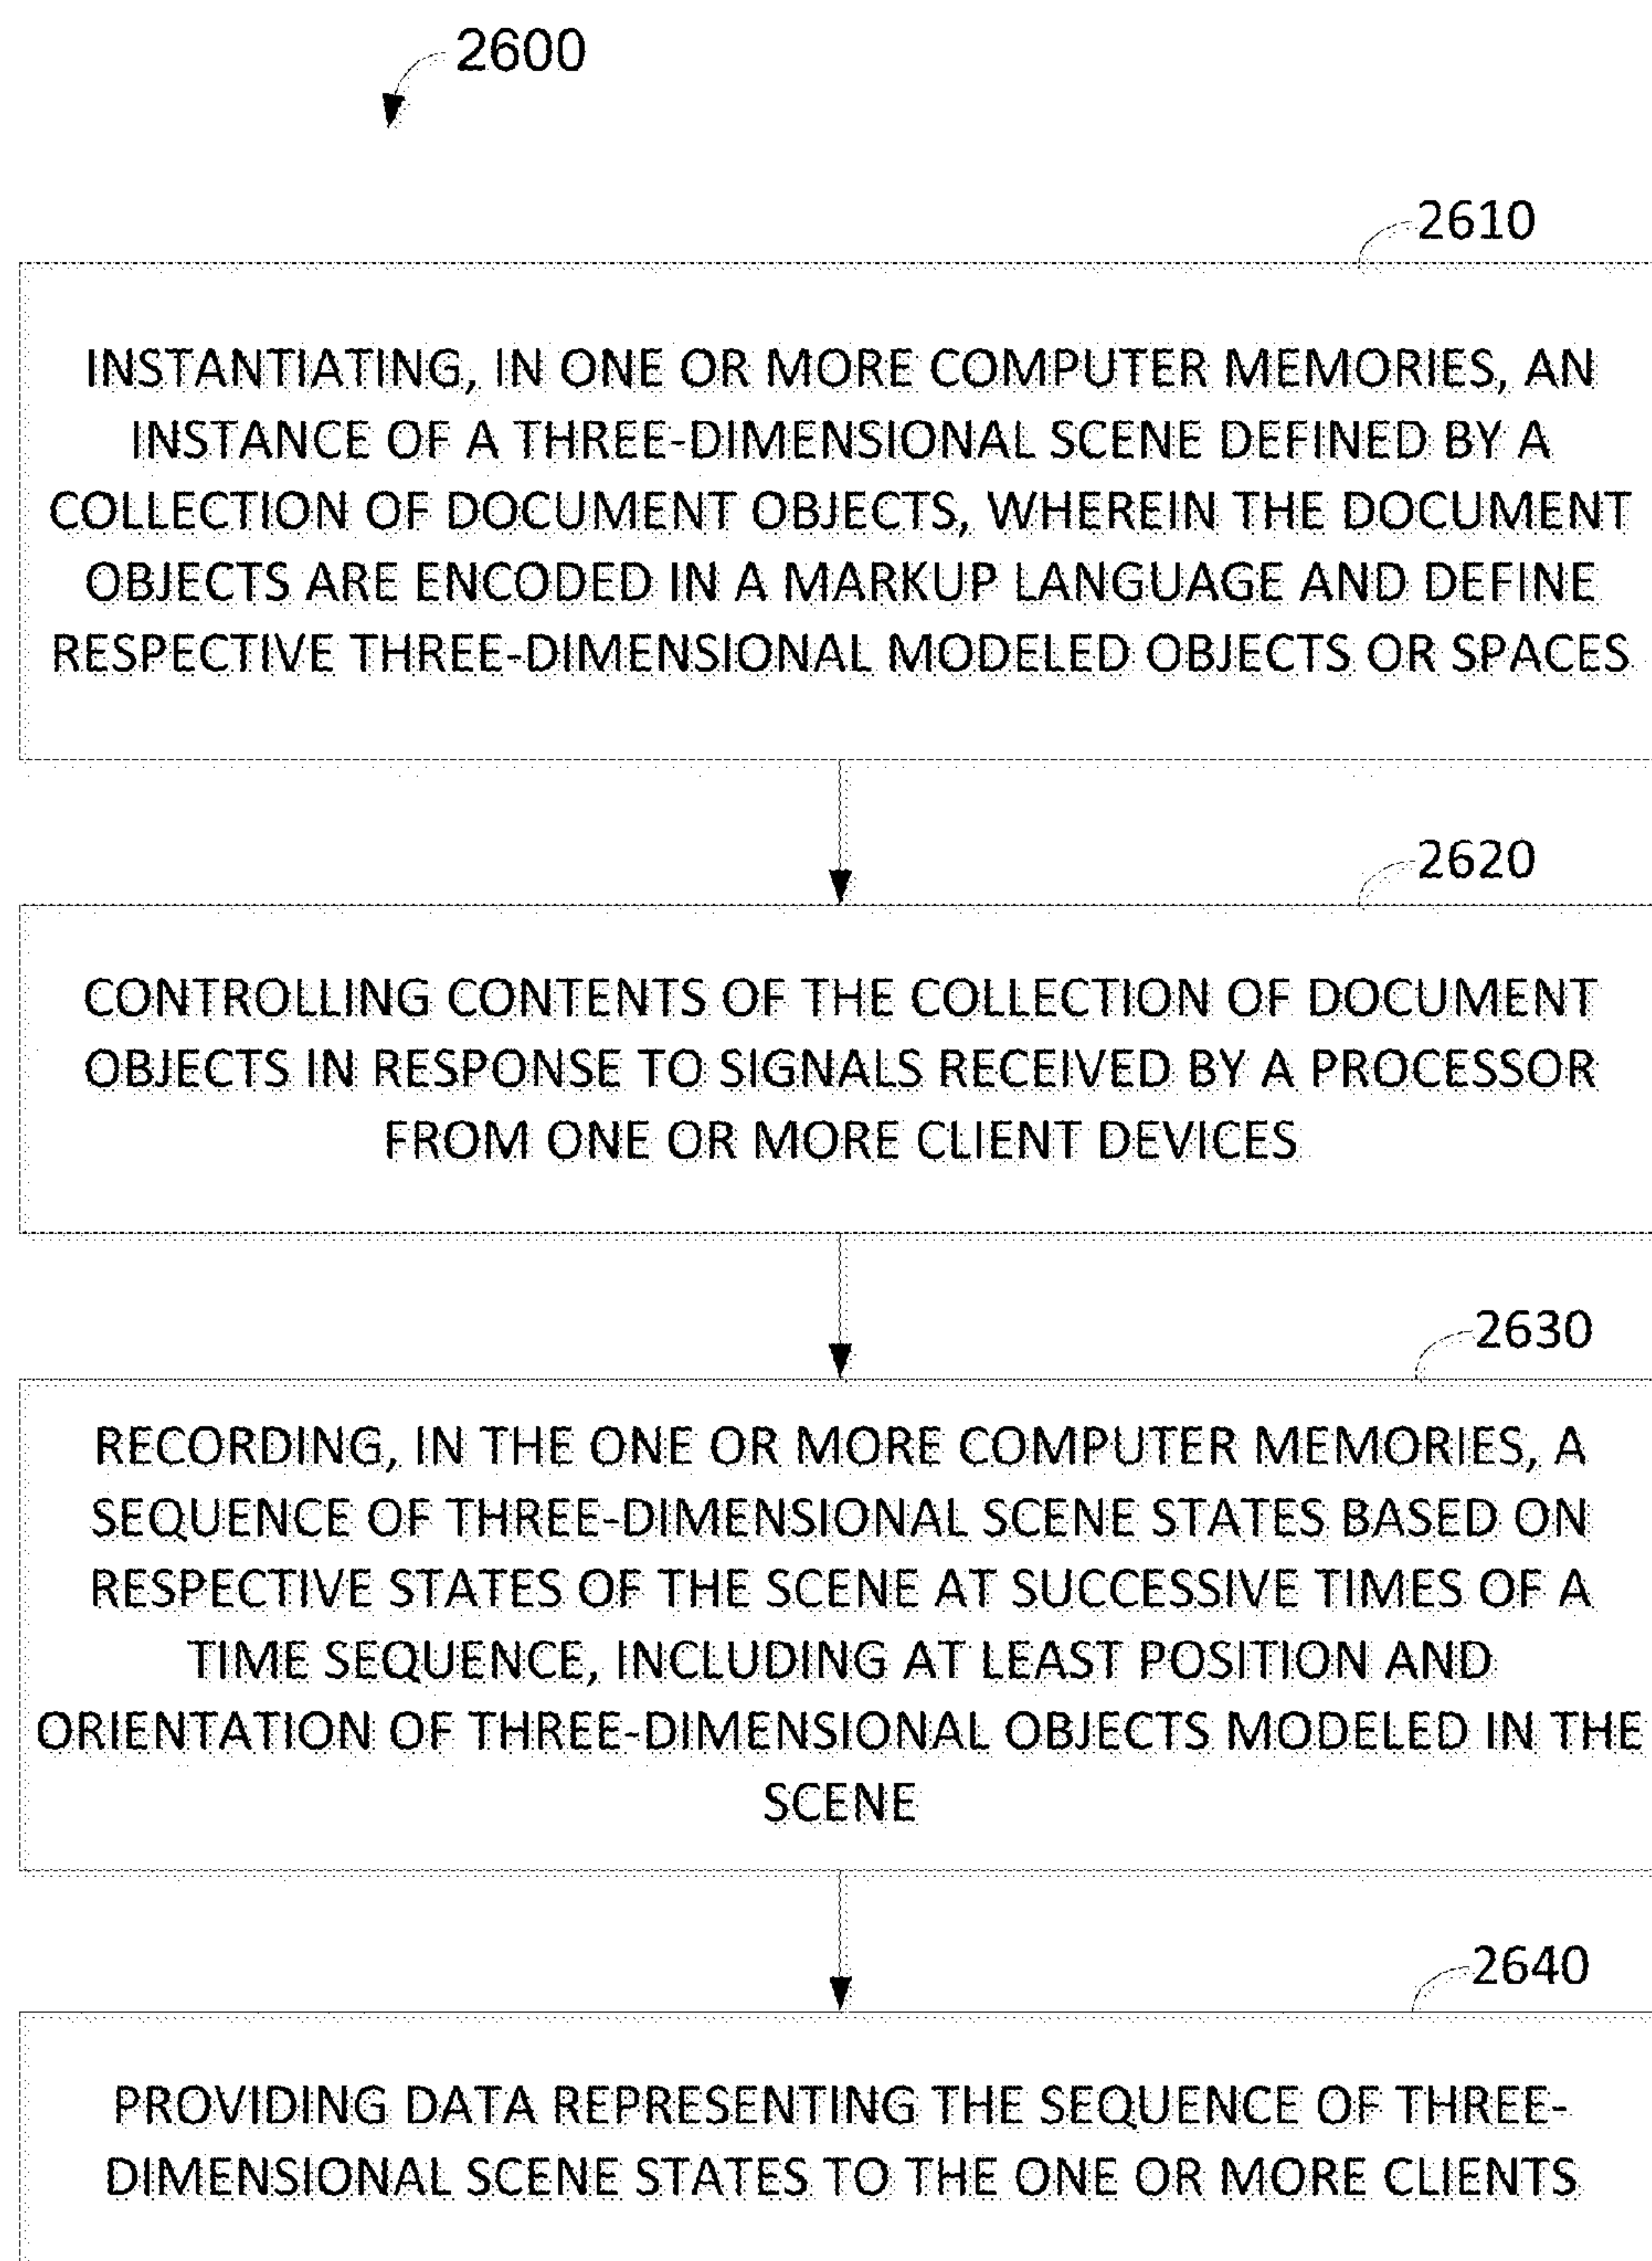 2600
2610
INSTANTIATING, IN ONE OR MORE COMPUTER MEMORIES, AN
INSTANCE OF A THREE-DIMENSIONAL SCENE DEFINED BY A
COLLECTION OF DOCUMENT OBJECTS, WHEREIN THE DOCUMENT
OBJECTS ARE ENCODED IN A MARKUP LANGUAGE AND DEFINE
RESPECTIVE THREE-DIMENSIONAL MODELED OBJECTS OR SPACES
2620
CONTROLLING CONTENTS OF THE COLLECTION OF DOCUMENT
OBJECTS IN RESPONSE TO SIGNALS RECEIVED BY A PROCESSOR
FROM ONE OR MORE CLIENT DEVICES
2630
RECORDING, IN THE ONE OR MORE COMPUTER MEMORIES, A
SEQUENCE OF THREE-DIMENSIONAL SCENE STATES BASED ON
RESPECTIVE STATES OF THE SCENE AT SUCCESSIVE TIMES OF A
TIME SEQUENCE, INCLUDING AT LEAST POSITION AND
ORIENTATION OF THREE-DIMENSIONAL OBJECTS MODELED IN THE
SCENE
2640
PROVIDING DATA REPRESENTING THE SEQUENCE OF THREE-
DIMENSIONAL SCENE STATES TO THE ONE OR MORE CLIENTS